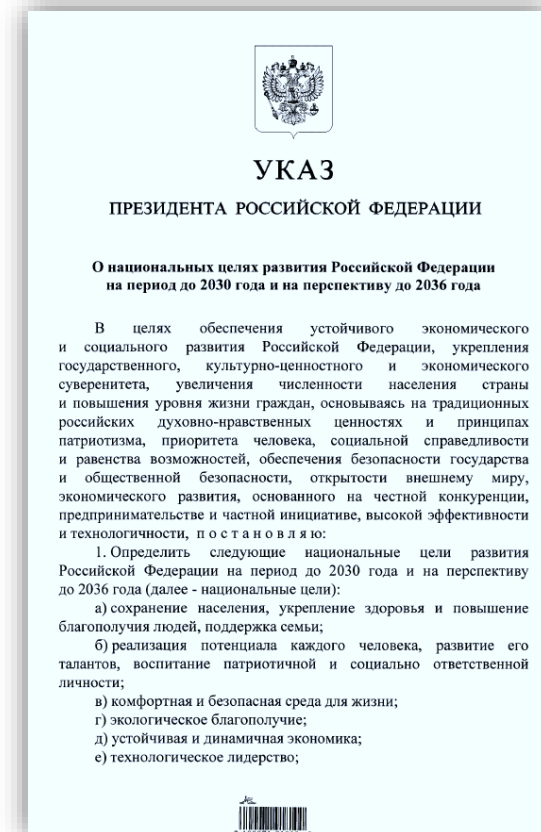 УКАЗ
ПРЕЗИДЕНТА РОССИЙСКОЙ ФЕДЕРАЦИИ
О национальных целях развития Российской Федерации
на период до 2030 года и на перспективу до 2036 года
В целях обеспечения устойчивого экономического
и социального развития Российской Федерации, укрепления
государственного, культурно-ценностного и экономического
суверенитета, увеличения численности населения страны
и повышения уровня жизни граждан, основываясь на традиционных
российских духовно-нравственных ценностях и принципах
патриотизма, приоритета человека, социальной справедливости
и равенства возможностей, обеспечения безопасности государства
и общественной безопасности, открытости внешнему миру,
экономического развития, основанного на честной конкуренции,
предпринимательстве и частной инициативе, высокой эффективности
и технологичности, п о с т а н о в л я ю:
1. Определить следующие национальные цели развития
Российской Федерации на период до 2030 года и на перспективу
до 2036 года (далее - национальные цели):
а) сохранение населения, укрепление здоровья и повышение
благополучия людей, поддержка семьи;
б) реализация потенциала каждого человека, развитие его
талантов, воспитание патриотичной и социально ответственной
личности;
в) комфортная и безопасная среда для жизни;
г) экологическое благополучие;
д) устойчивая и динамичная экономика;
е) технологическое лидерство;